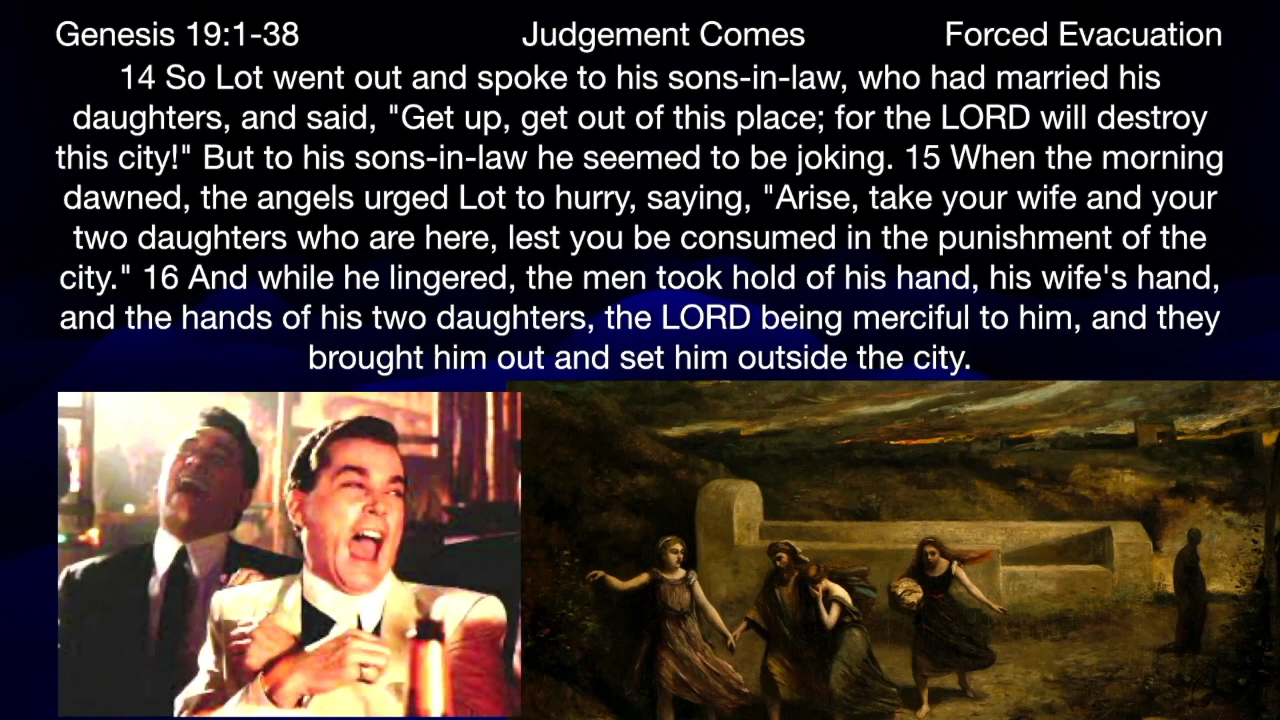 Genesis 19:1-38 Judgement Comes Forced Evacuation
14 So Lot went out and spoke to his sons-in-law, who had married his
daughters, and said, "Get up, get out of this place; for the LORD will destroy
this city!" But to his sons-in-law he seemed to be joking. 15 When the morning
dawned, the angels urged Lot to hurry, saying, "Arise, take your wife and your
two daughters who are here, lest you be consumed in the punishment of the
city." 16 And while he lingered, the men took hold of his hand, his wife's hand,
and the hands of his two daughters, the LORD being merciful to him, and they
brought him out and set him outside the city.